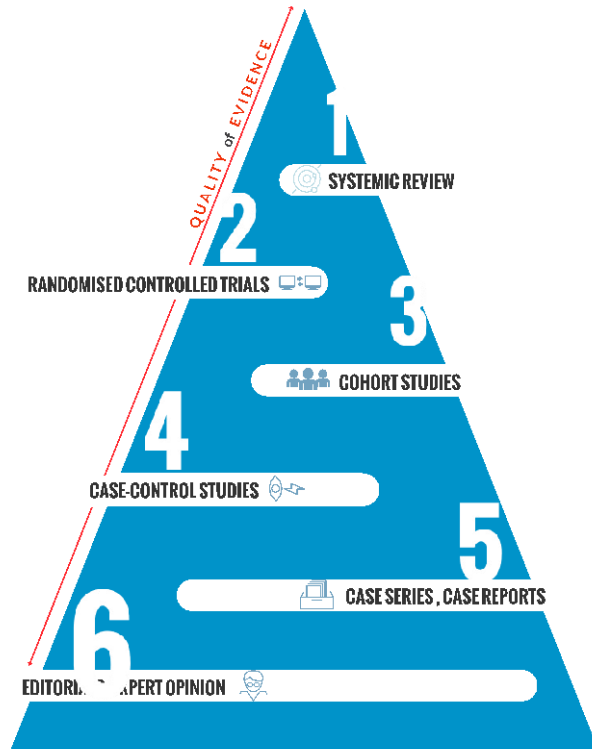 QUALITY of EVIDENCE
1
SYSTEMIC REVIEW
2
RANDOMISED CONTROLLED TRIALS
3
COHORT STUDIES
4
CASE-CONTROL STUDIES
5
CASE SERIES , CASE REPORTS
6
OPINION